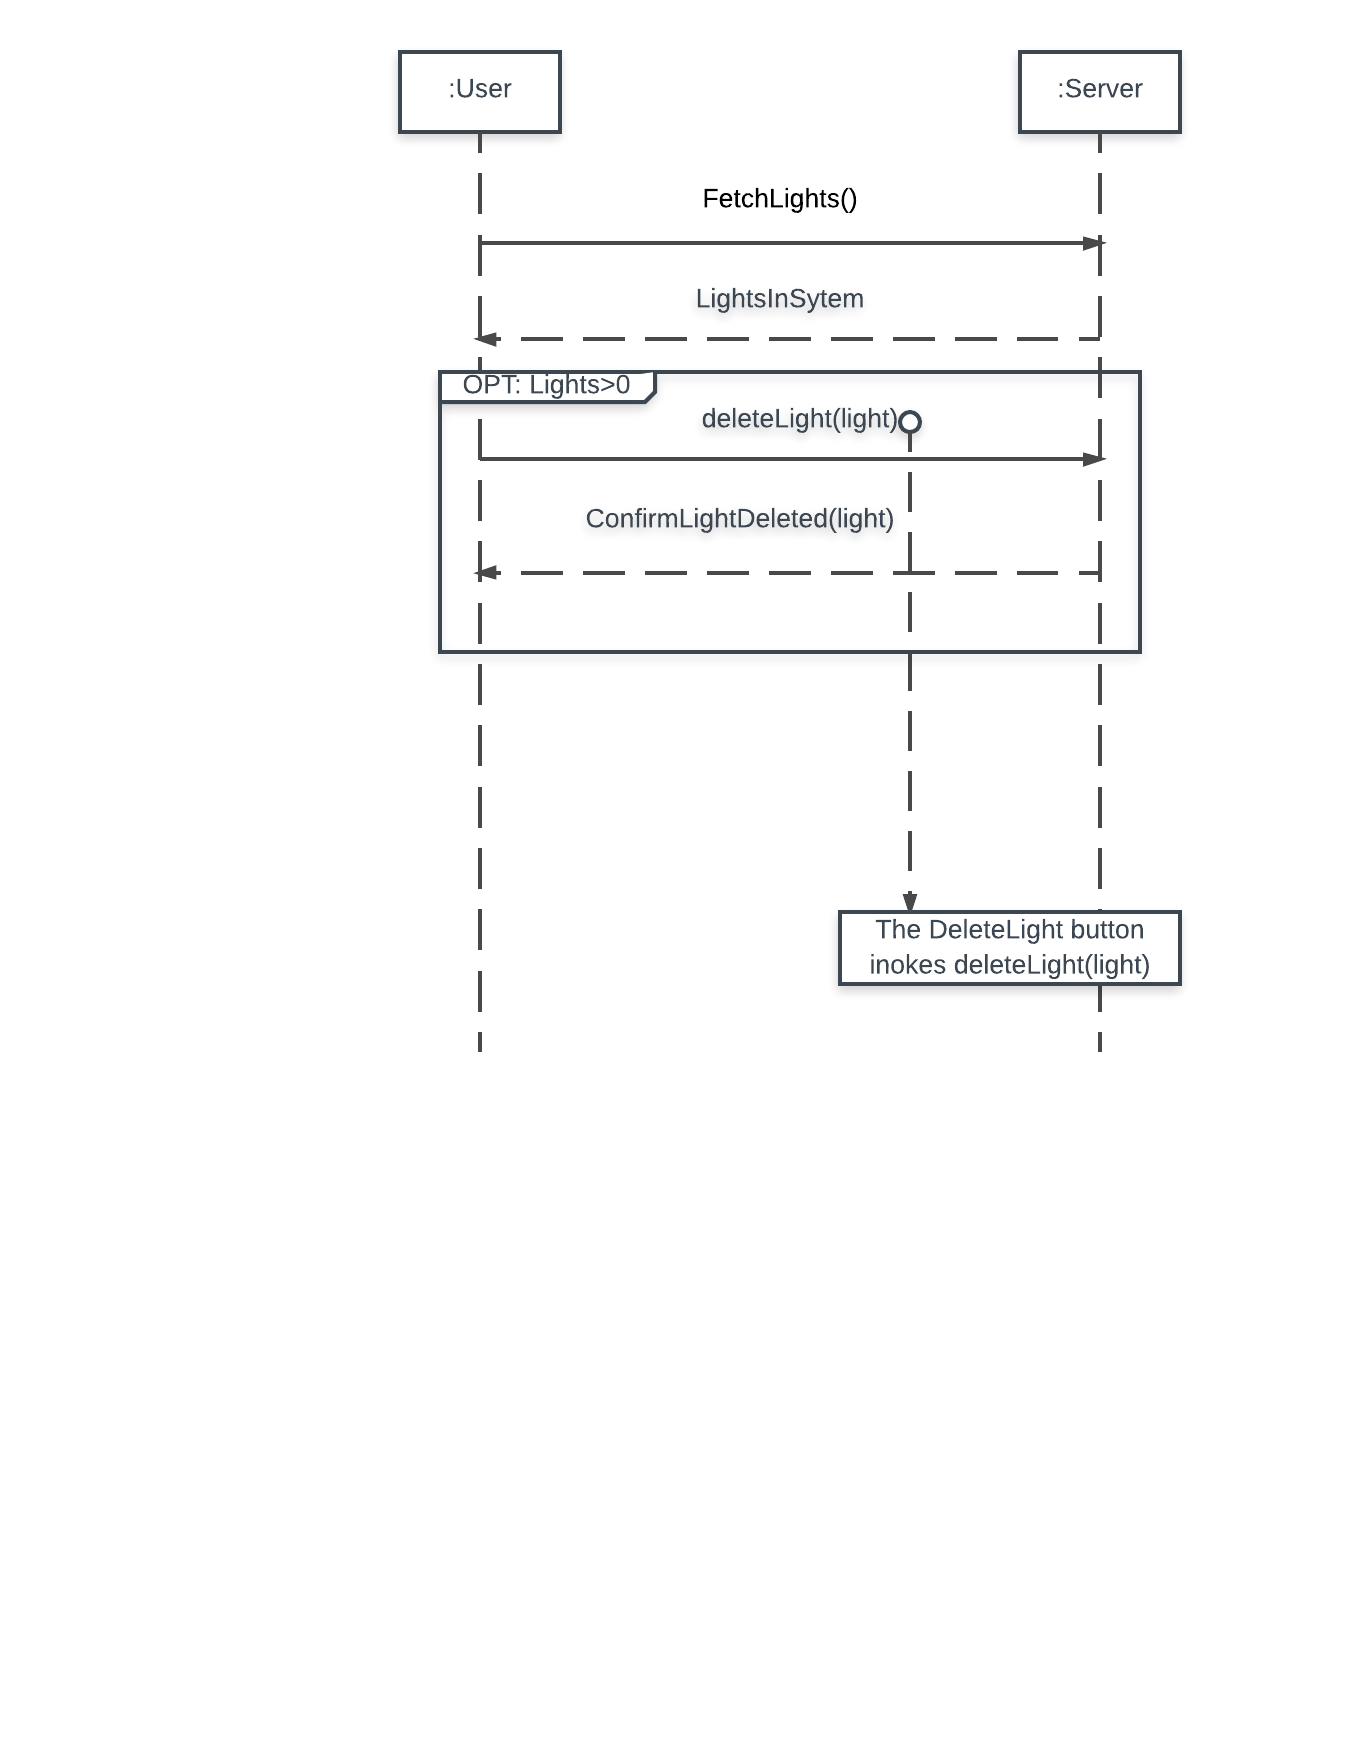 :User
:Server
FetchLights()
LightsInSytem
OPT: Lights>0
deleteLight(light)
ConfirmLightDeleted(light)
The DeleteLight button
inokes deleteLight(light)